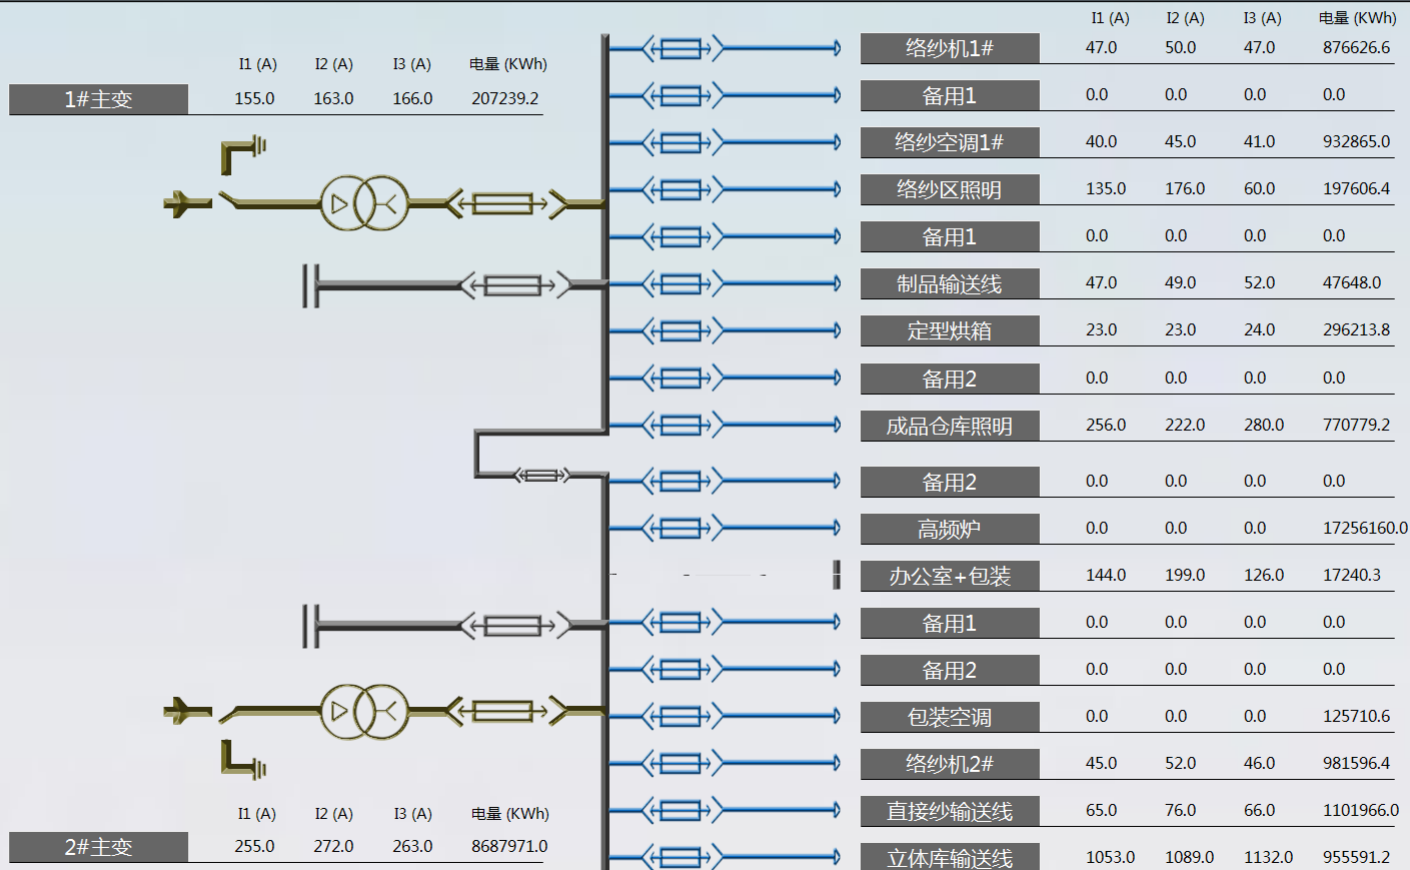 I1 (A) I2 (A) I3 (A) 电量 (KWh)
1#主变 155.0 163.0 166.0 207239.2
I1 (A) I2 (A) I3 (A) 电量 (KWh)
2#主变 255.0 272.0 263.0 8687971.0
I1 (A) I2 (A) I3 (A) 电量 (KWh)
络纱机1# 47.0 50.0 47.0 876626.6
备用1 0.0 0.0 0.0 0.0
络纱空调1# 40.0 45.0 41.0 932865.0
络纱区照明 135.0 176.0 60.0 197606.4
备用1 0.0 0.0 0.0 0.0
制品输送线 47.0 49.0 52.0 47648.0
定型烘箱 23.0 23.0 24.0 296213.8
备用2 0.0 0.0 0.0 0.0
成品仓库照明 256.0 222.0 280.0 770779.2
备用2 0.0 0.0 0.0 0.0
高频炉 0.0 0.0 0.0 17256160.0
办公室+包装 144.0 199.0 126.0 17240.3
备用1 0.0 0.0 0.0 0.0
备用2 0.0 0.0 0.0 0.0
包装空调 0.0 0.0 0.0 125710.6
络纱机2# 45.0 52.0 46.0 981596.4
直接纱输送线 65.0 76.0 66.0 1101966.0
立体库输送线 1053.0 1089.0 1132.0 955591.2